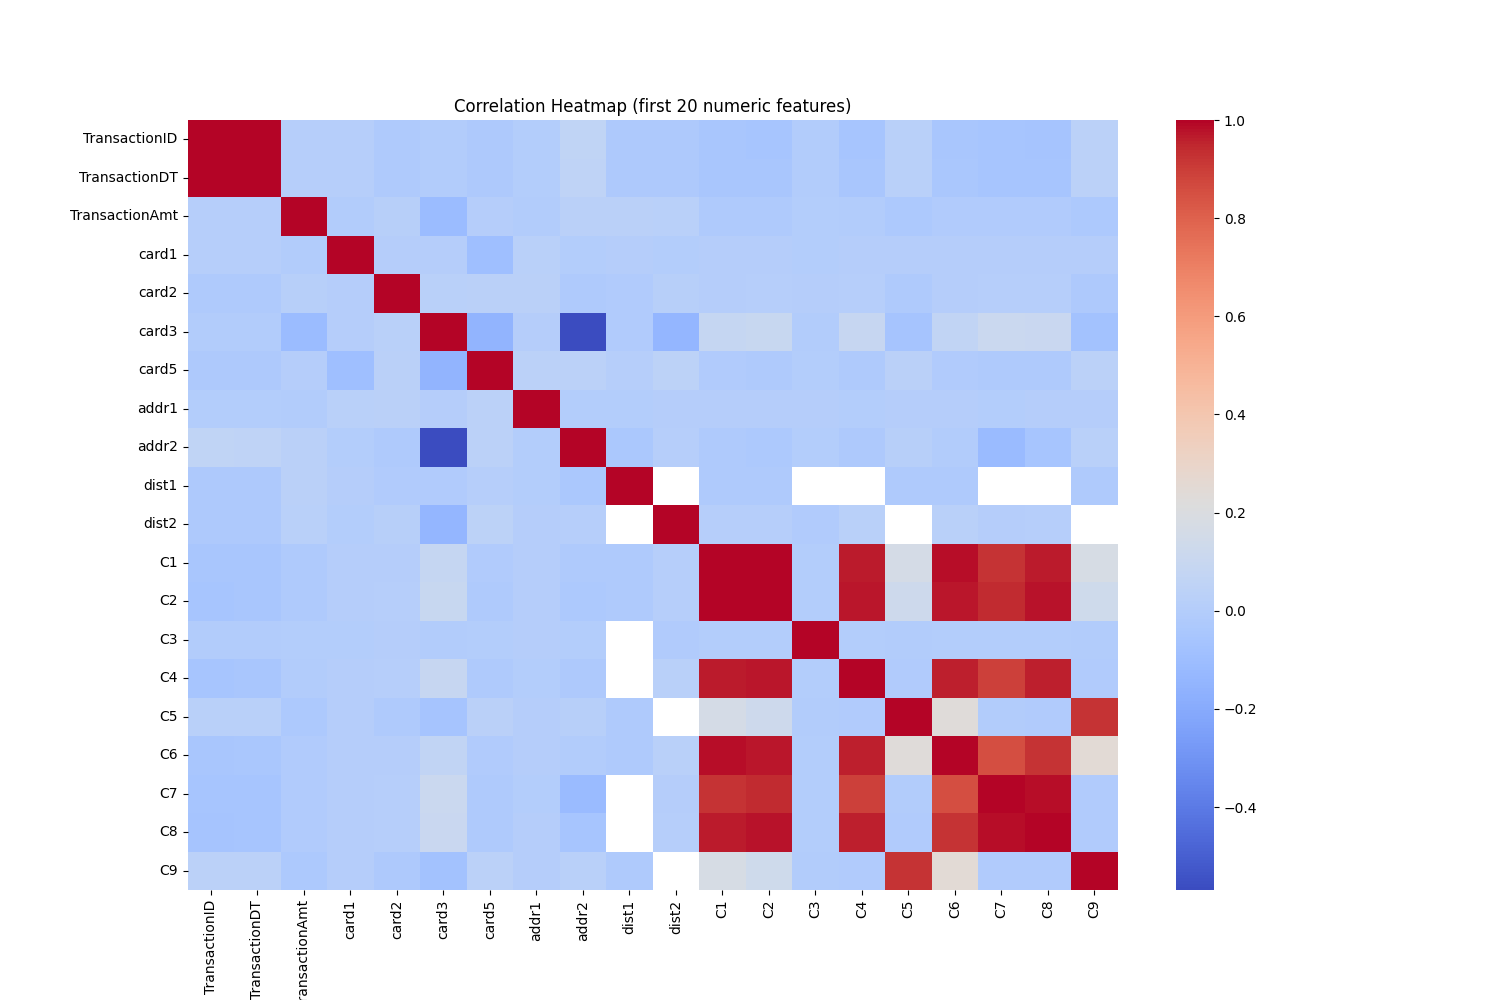 Correlation Heatmap (first 20 numeric features)
TransactionID
TransactionDT
TransactionAmt
card1
card2
card3
card5
addr1
addr2
dist1
dist2
C1
C2
C3
C4
C5
C6
C7
C8
C9
TransactionID
TransactionDT
ransactionAmt
card1
card2
card3
card5
addr1
addr2
dist1
dist2
C1
C2
C3
C4
C5
C6
C7
C8
C9
1.0
0.8
0.6
0.4
0.2
0.0
−0.2
−0.4